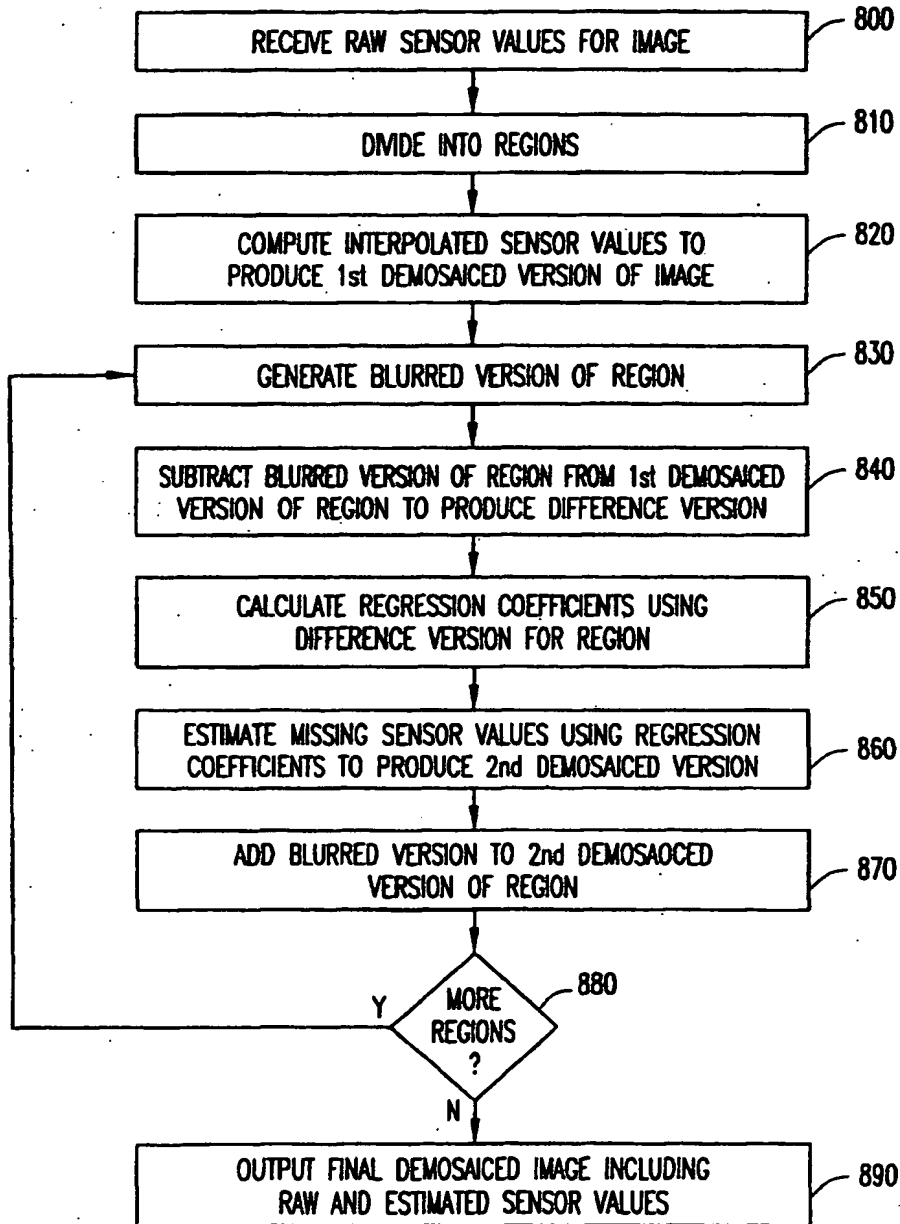 RECEIVE RAW SENSOR VALUES FOR IMAGE
800
DIVIDE INTO REGIONS
810
COMPUTE INTERPOLATED SENSOR VALUES TO
PRODUCE 1st DEMOSAICED VERSION OF IMAGE
820
GENERATE BLURRED VERSION OF REGION
830
SUBTRACT BLURRED VERSION OF REGION FROM 1st DEMOSAICED
VERSION OF REGION TO PRODUCE DIFFERENCE VERSION
840
CALCULATE REGRESSION COEFFICIENTS USING
DIFFERENCE VERSION FOR REGION
850
ESTIMATE MISSING SENSOR VALUES USING REGRESSION
COEFFICIENTS TO PRODUCE 2nd DEMOSAICED VERSION
860
ADD BLURRED VERSION TO 2nd DEMOSAOCED
VERSION OF REGION
870
MORE
REGIONS
?
880
Y
N
OUTPUT FINAL DEMOSAICED IMAGE INCLUDING
RAW AND ESTIMATED SENSOR VALUES
890